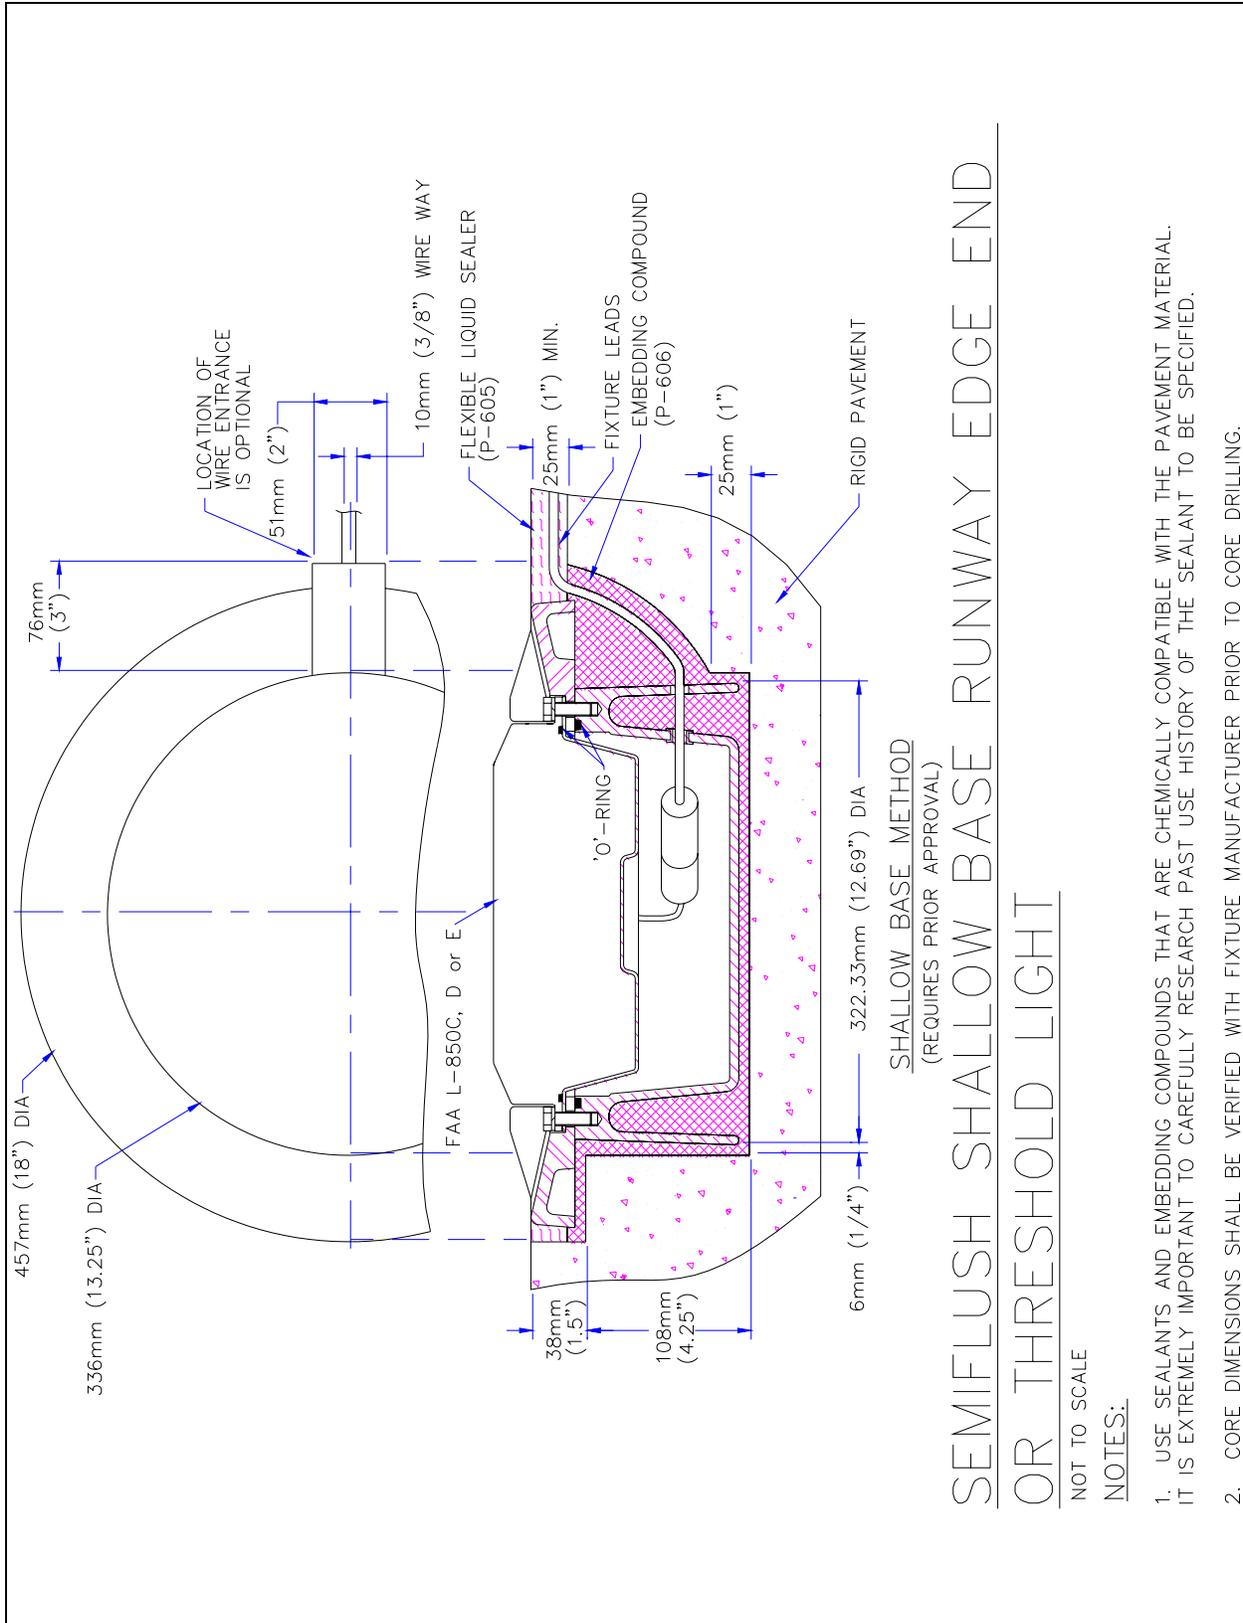 457mm (18") DIA
336mm (13.25") DIA
76mm
(3")
LOCATION OF
WIRE ENTRANCE
IS OPTIONAL
51mm (2")
10mm (3/8") WIRE WAY
FLEXIBLE LIQUID SEALER
(P-605)
25mm (1") MIN.
FIXTURE LEADS
EMBEDDING COMPOUND
(P-606)
25mm (1")
RIGID PAVEMENT
FAA L-850C, D or E
'O'-RING
38mm
(1.5")
108mm
(4.25")
6mm (1/4")
322.33mm (12.69") DIA
SHALLOW BASE METHOD
(REQUIRES PRIOR APPROVAL)
SEMIFLUSH SHALLOW BASE RUNWAY EDGE END
OR THRESHOLD LIGHT
NOT TO SCALE
NOTES:
1. USE SEALANTS AND EMBEDDING COMPOUNDS THAT ARE CHEMICALLY COMPATIBLE WITH THE PAVEMENT MATERIAL.
IT IS EXTREMELY IMPORTANT TO CAREFULLY RESEARCH PAST USE HISTORY OF THE SEALANT TO BE SPECIFIED.
2. CORE DIMENSIONS SHALL BE VERIFIED WITH FIXTURE MANUFACTURER PRIOR TO CORE DRILLING.